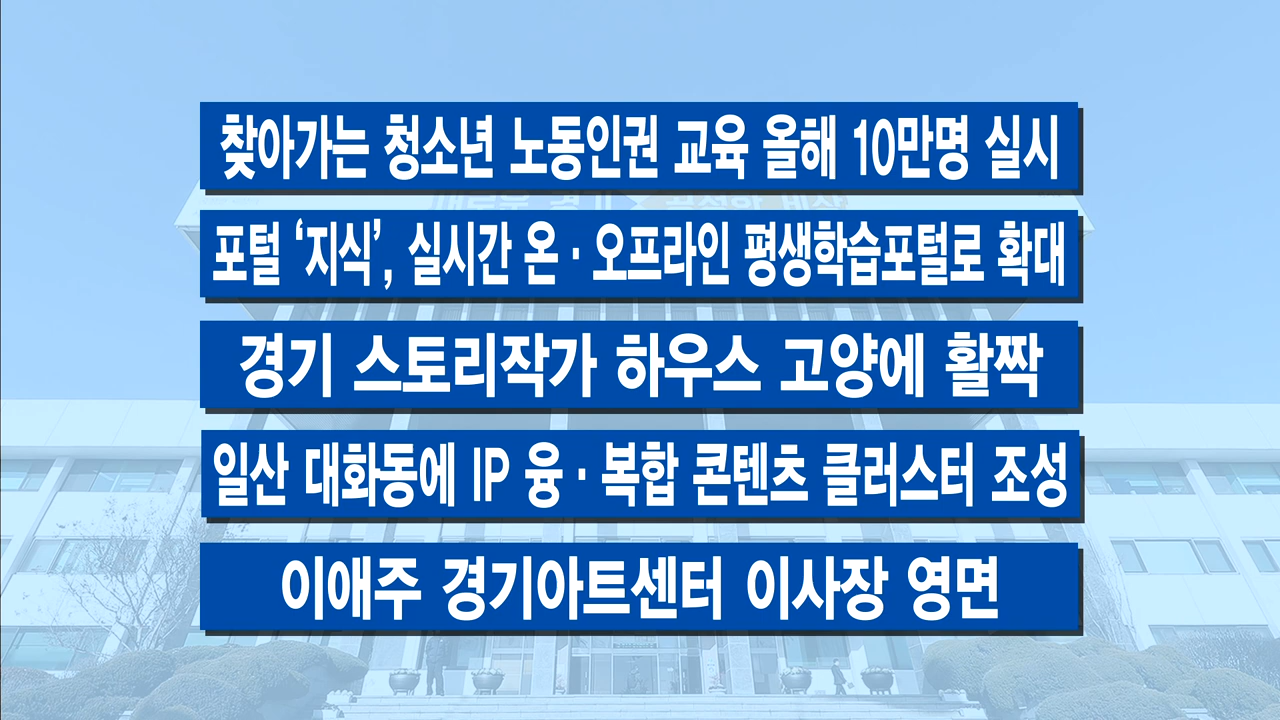 찾아가는 청소년 노동인권 교육 올해 10만명 실시
포털 ‘지식’, 실시간 온·오프라인 평생학습포털로 확대
경기 스토리작가 하우스 고양에 활짝
일산 대화동에 IP 융·복합 콘텐츠 클러스터 조성
이애주 경기아트센터 이사장 영면